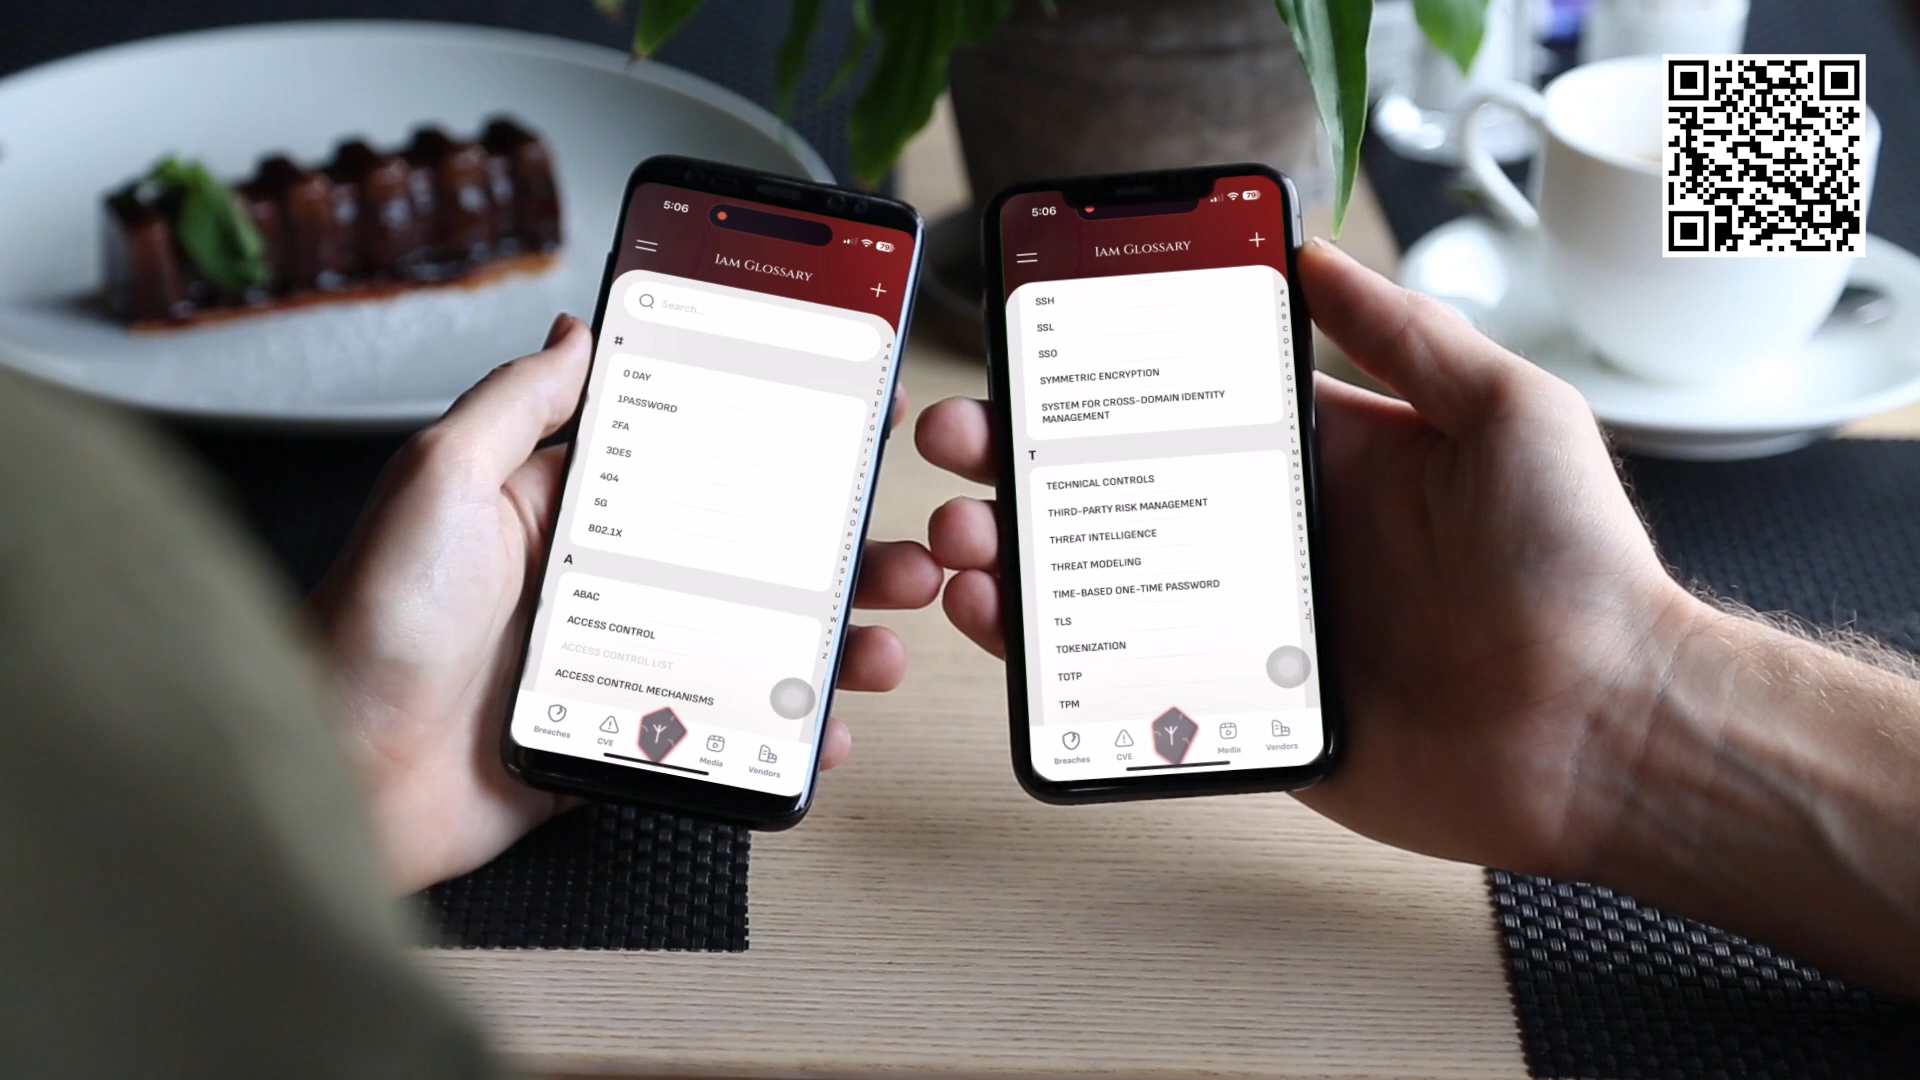 5:06
79
IAM GLOSSARY
Search...
#
0 DAY
1PASSWORD
2FA
3DES
404
5G
802.1X
A
ABAC
ACCESS CONTROL
ACCESS CONTROL LIST
ACCESS CONTROL MECHANISMS
Breaches
CVE
Media
Vendors
#
A
B
C
D
E
F
G
H
I
J
K
L
M
N
O
P
Q
R
S
T
U
V
W
X
Y
Z
5:06
79
IAM GLOSSARY
SSH
SSL
SSO
SYMMETRIC ENCRYPTION
SYSTEM FOR CROSS-DOMAIN IDENTITY
MANAGEMENT
T
TECHNICAL CONTROLS
THIRD-PARTY RISK MANAGEMENT
THREAT INTELLIGENCE
THREAT MODELING
TIME-BASED ONE-TIME PASSWORD
TLS
TOKENIZATION
TOTP
TPM
Breaches
CVE
Media
Vendors
#
A
B
C
D
E
F
G
H
I
J
K
L
M
N
O
P
Q
R
S
T
U
V
W
X
Y
Z